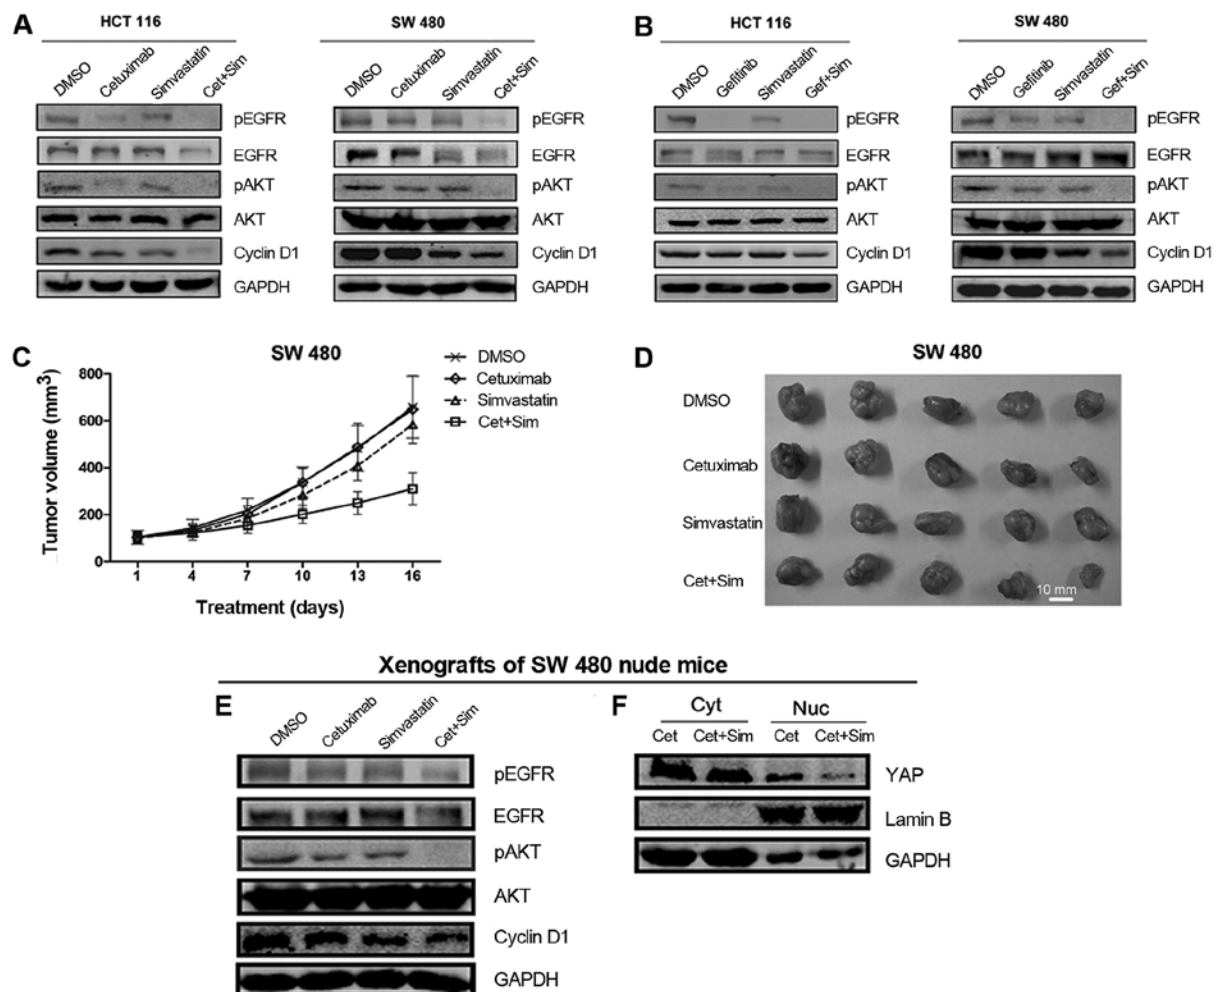 A
HCT 116
SW 480
DMSO Cetuximab Simvastatin Cet+Sim
DMSO Cetuximab Simvastatin Cet+Sim
pEGFR
EGFR
pAKT
AKT
Cyclin D1
GAPDH
pEGFR
EGFR
pAKT
AKT
Cyclin D1
GAPDH
B
HCT 116
SW 480
DMSO Gefitinib Simvastatin Gef+Sim
DMSO Gefitinib Simvastatin Gef+Sim
pEGFR
EGFR
pAKT
AKT
Cyclin D1
GAPDH
pEGFR
EGFR
pAKT
AKT
Cyclin D1
GAPDH
C
SW 480
DMSO
Cetuximab
Simvastatin
Cet+Sim
Tumor volume (mm³)
800
600
400
200
0
1 4 7 10 13 16
Treatment (days)
D
SW 480
DMSO
Cetuximab
Simvastatin
Cet+Sim
10 mm
Xenografts of SW 480 nude mice
E
DMSO Cetuximab Simvastatin Cet+Sim
pEGFR
EGFR
pAKT
AKT
Cyclin D1
GAPDH
F
Cyt Nuc
Cet Cet+Sim Cet Cet+Sim
YAP
Lamin B
GAPDH